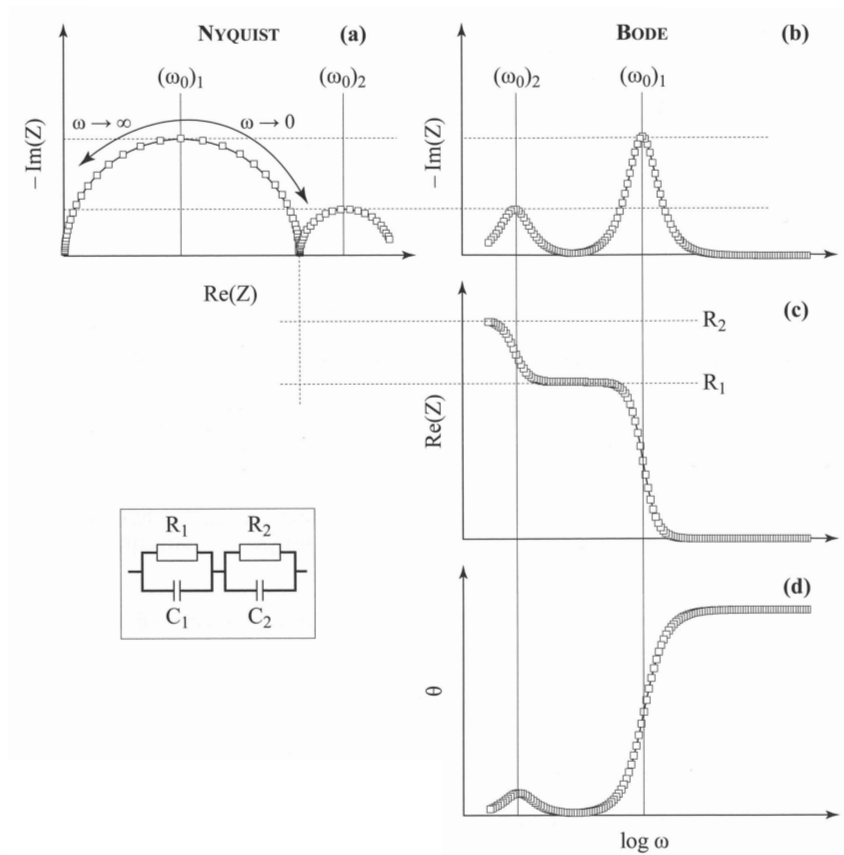 NYQUIST (a)
(ω₀)₁
(ω₀)₂
ω → ∞
ω → 0
– Im(Z)
Re(Z)
BODE (b)
(ω₀)₂
(ω₀)₁
– Im(Z)
(c)
R₂
R₁
Re(Z)
R₁ R₂
C₁ C₂
(d)
θ
log ω